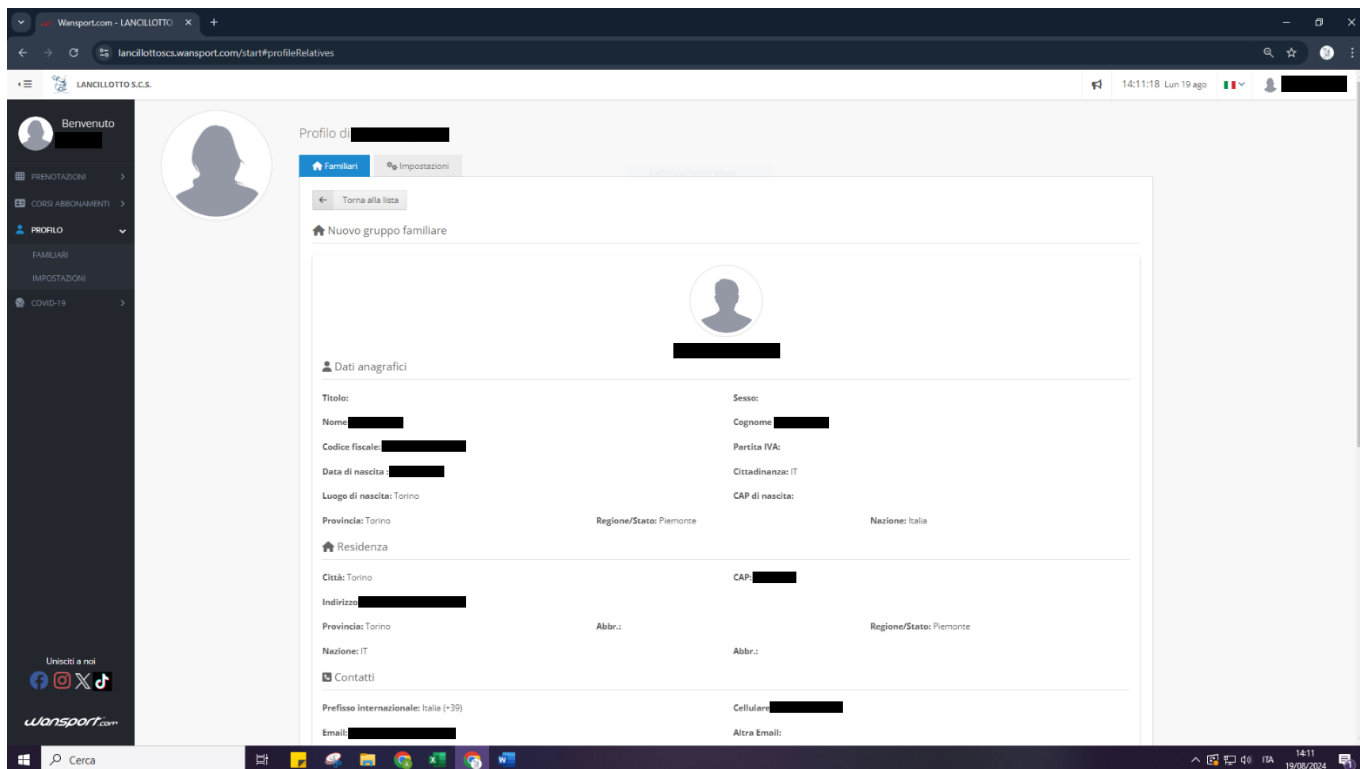 Wansport.com - LANCILLOTTO
lancillottoscs.wansport.com/start#profileRelatives
LANCILLOTTO S.C.S.
14:11:18 Lun 19 ago
Benvenuto
PRENOTAZIONI
CORSI ABBONAMENTI
PROFILO
FAMILIARI
IMPOSTAZIONI
COVID-19
Unisciti a noi
wansport.com
Profilo di
Familiari
Impostazioni
Torna alla lista
Nuovo gruppo familiare
Dati anagrafici
Titolo: Sesso:
Nome Cognome
Codice fiscale: Partita IVA:
Data di nascita : Cittadinanza: IT
Luogo di nascita: Torino CAP di nascita:
Provincia: Torino Regione/Stato: Piemonte Nazione: Italia
Residenza
Città: Torino CAP:
Indirizzo
Provincia: Torino Abbr.: Regione/Stato: Piemonte
Nazione: IT Abbr.:
Contatti
Prefisso internazionale: Italia (+39) Cellulare
Email: Altra Email:
Cerca
ITA
14:11
19/08/2024